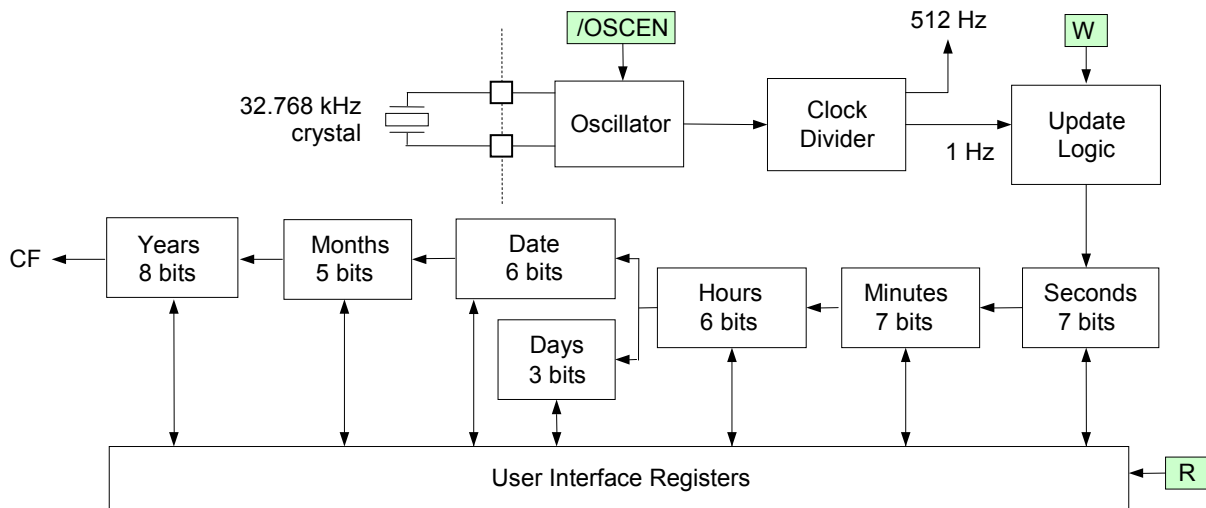 /OSCEN
512 Hz
W
32.768 kHz
crystal
Oscillator
Clock
Divider
1 Hz
Update
Logic
CF
Years
8 bits
Months
5 bits
Date
6 bits
Days
3 bits
Hours
6 bits
Minutes
7 bits
Seconds
7 bits
User Interface Registers
R